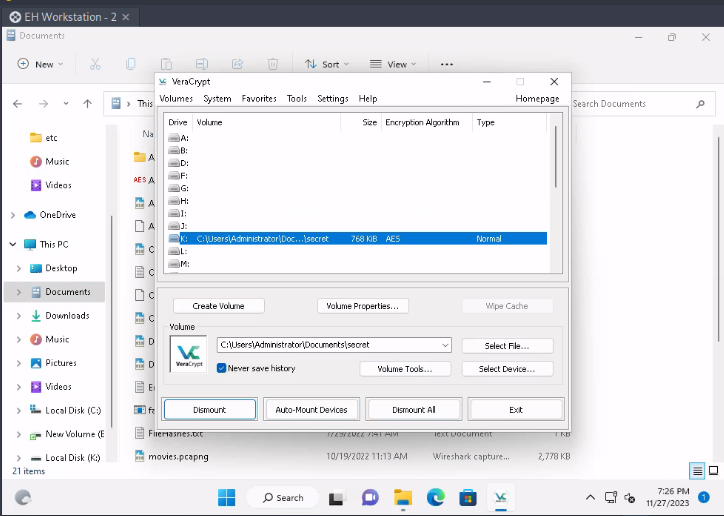 EH Workstation - 2
Documents
New
Sort
View
VeraCrypt
Volumes System Favorites Tools Settings Help Homepage
This
Search Documents
Drive Volume Size Encryption Algorithm Type
A:
B:
D:
F:
G:
H:
I:
J:
K: C:\Users\Administrator\Doc...\secret 768 KiB AES Normal
L:
M:
etc
Music
Videos
OneDrive
This PC
Desktop
Documents
Downloads
Music
Pictures
Videos
Local Disk (C:)
New Volume (E
Local Disk (K:)
Na
AES
Create Volume
Volume Properties...
Wipe Cache
Volume
VeraCrypt
C:\Users\Administrator\Documents\secret
Select File...
Never save history
Volume Tools...
Select Device...
Dismount
Auto-Mount Devices
Dismount All
Exit
FileHashes.txt 7/29/2022 7:41 AM Text Document 1 KB
movies.pcapng 10/19/2022 11:13 AM Wireshark capture... 2,778 KB
21 items
Search
7:26 PM
11/27/2023
1